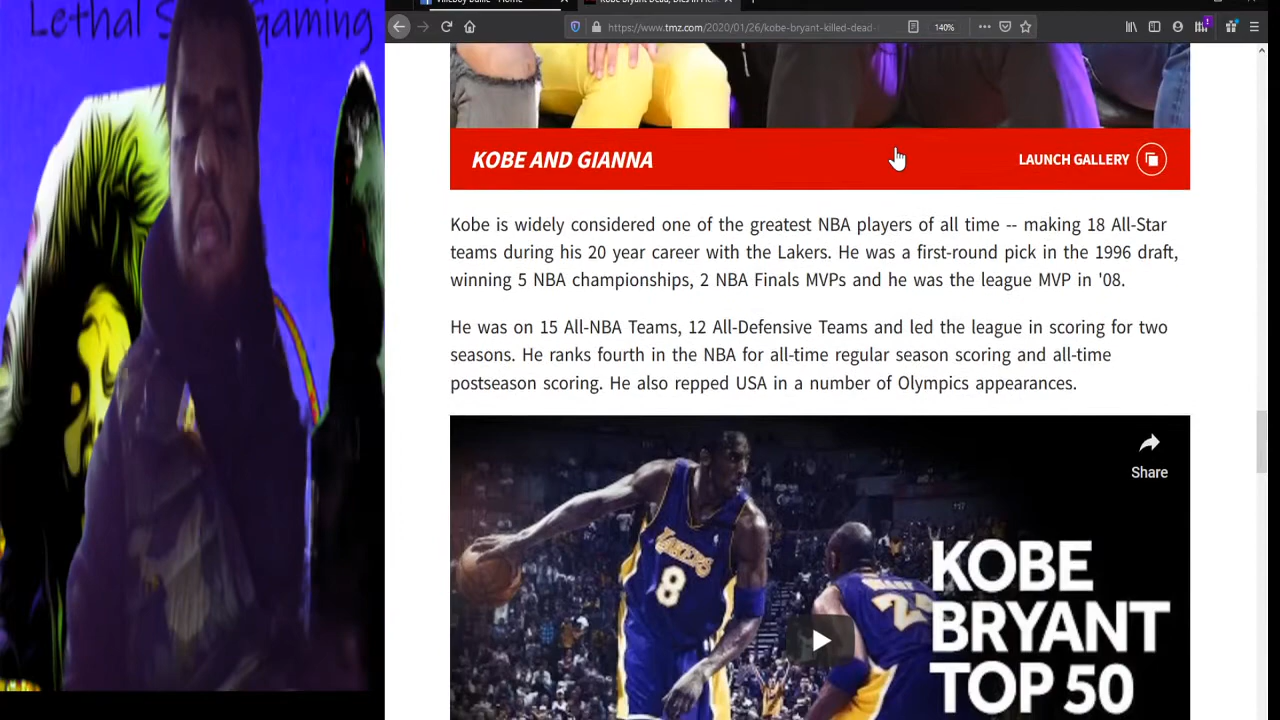 Lethal S Gaming
https://www.tmz.com/2020/01/26/kobe-bryant-killed-dead-
140%
KOBE AND GIANNA
LAUNCH GALLERY
Kobe is widely considered one of the greatest NBA players of all time -- making 18 All-Star
teams during his 20 year career with the Lakers. He was a first-round pick in the 1996 draft,
winning 5 NBA championships, 2 NBA Finals MVPs and he was the league MVP in '08.
He was on 15 All-NBA Teams, 12 All-Defensive Teams and led the league in scoring for two
seasons. He ranks fourth in the NBA for all-time regular season scoring and all-time
postseason scoring. He also repped USA in a number of Olympics appearances.
Share
LAKERS
8
KOBE
BRYANT
TOP 50